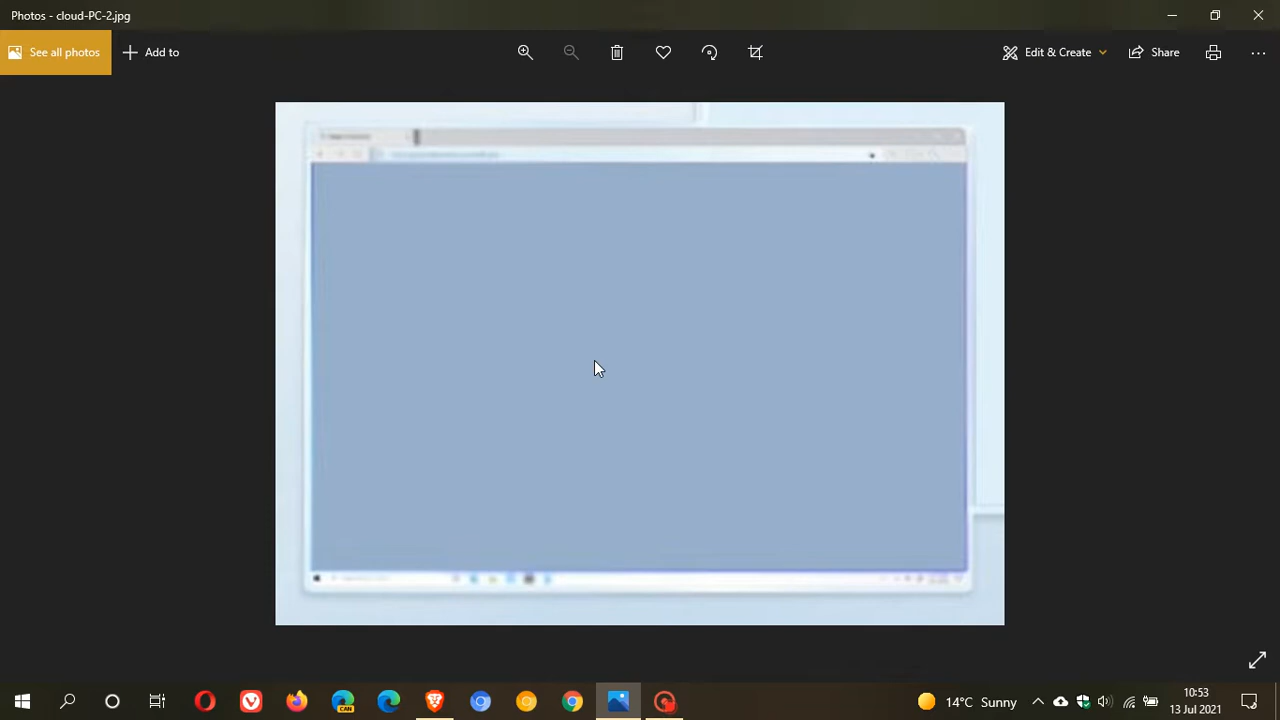 Photos - cloud-PC-2.jpg
See all photos
Add to
Edit & Create
Share
CAN
14°C Sunny
10:53
13 Jul 2021